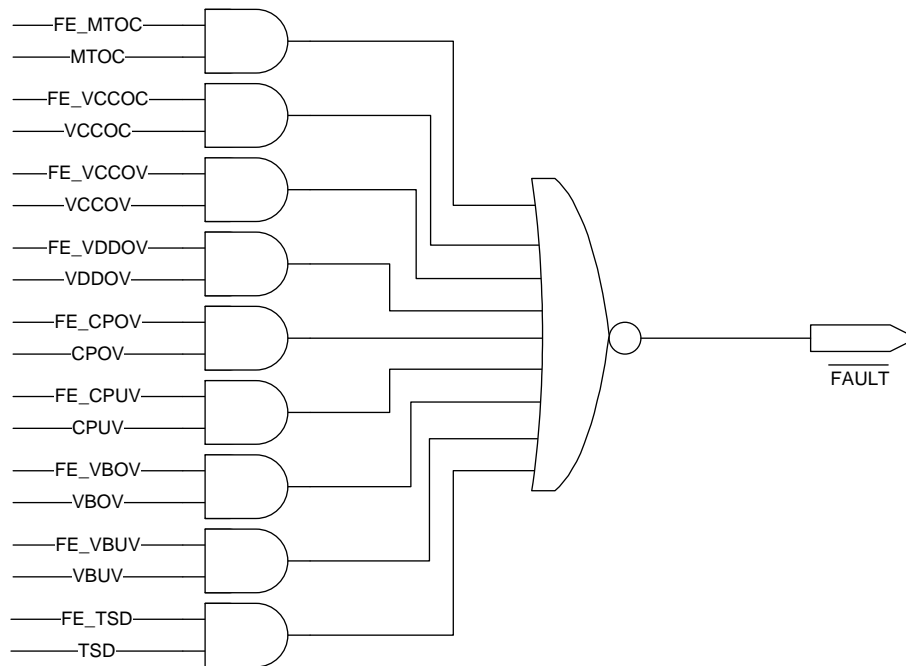 FE_MTOC
MTOC
FE_VCCOC
VCCOC
FE_VCCOV
VCCOV
FE_VDDOV
VDDOV
FE_CPOV
CPOV
FE_CPUV
CPUV
FE_VBOV
VBOV
FE_VBUV
VBUV
FE_TSD
TSD
FAULT